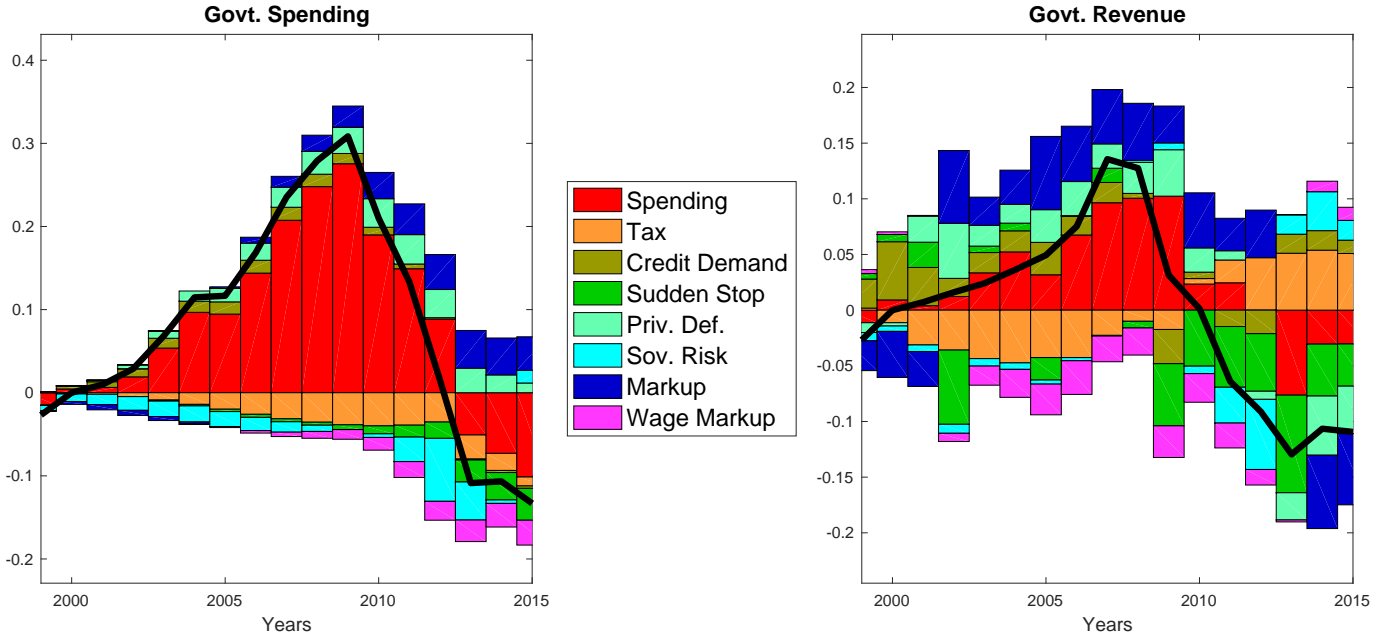 Govt. Spending
0.4
0.3
0.2
0.1
0
-0.1
-0.2
2000 2005 2010 2015
Years
Spending
Tax
Credit Demand
Sudden Stop
Priv. Def.
Sov. Risk
Markup
Wage Markup
Govt. Revenue
0.2
0.15
0.1
0.05
0
-0.05
-0.1
-0.15
-0.2
2000 2005 2010 2015
Years